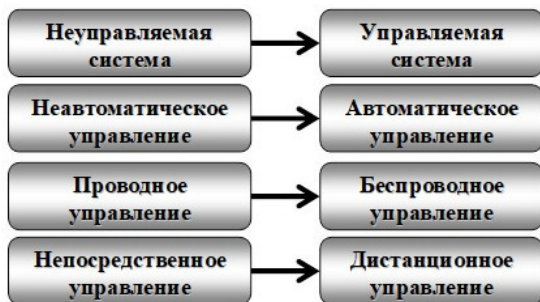 Неуправляемая система
Управляемая система
Неавтоматическое управление
Автоматическое управление
Проводное управление
Беспроводное управление
Непосредственное управление
Дистанционное управление